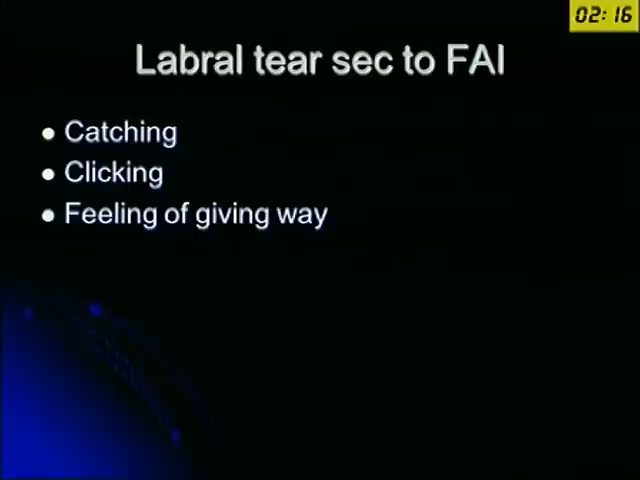 02:16
Labral tear sec to FAI
Catching
Clicking
Feeling of giving way